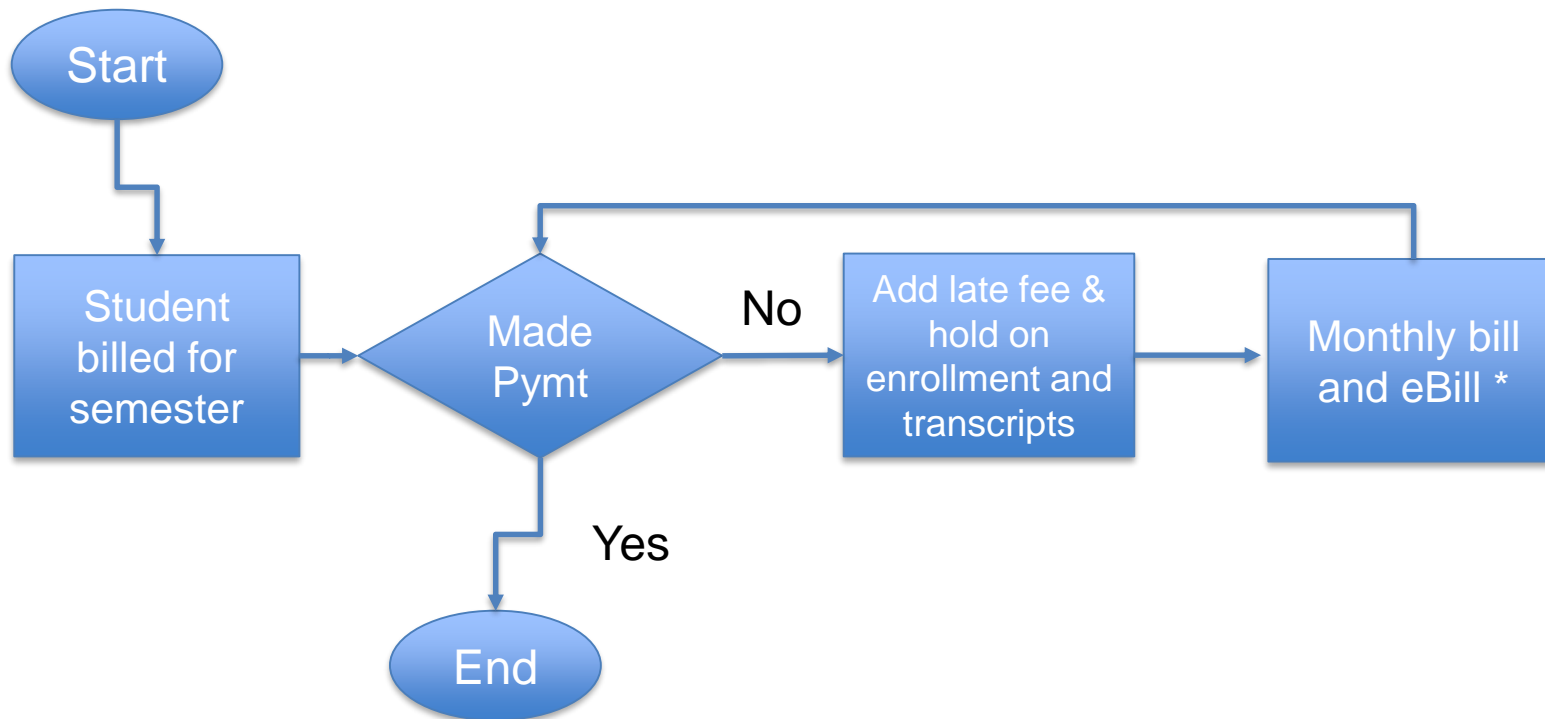 Start
Student
billed for
semester
Made
Pymt
No
Add late fee &
hold on
enrollment and
transcripts
Monthly bill
and eBill *
Yes
End